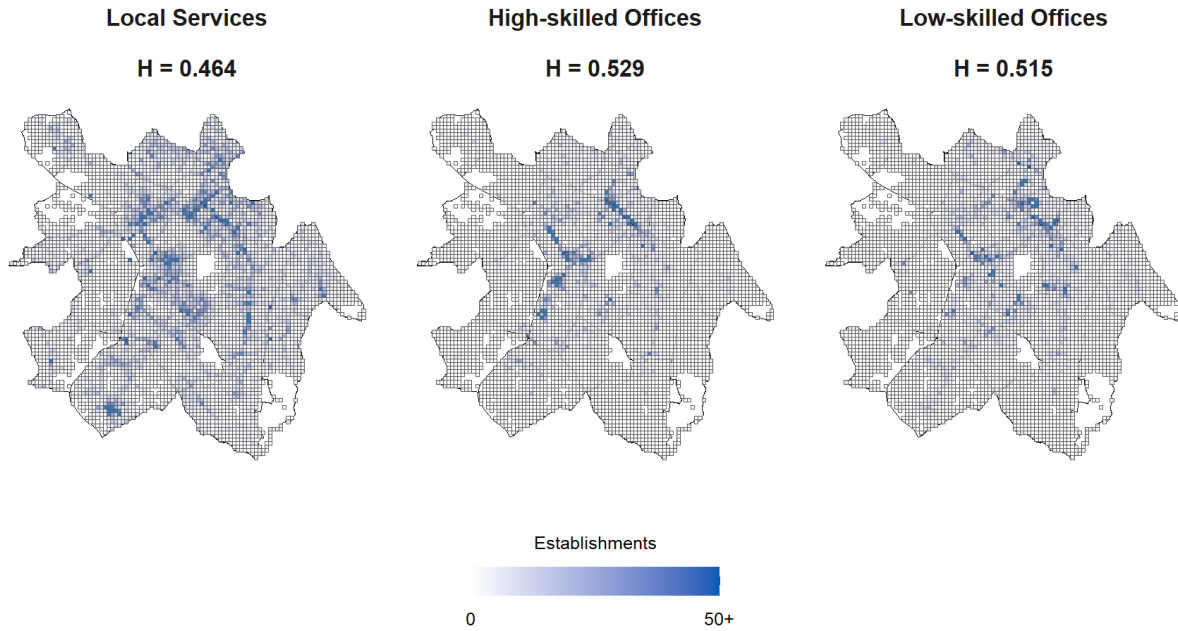 Local Services
High-skilled Offices
Low-skilled Offices
H = 0.464
H = 0.529
H = 0.515
Establishments
0
50+